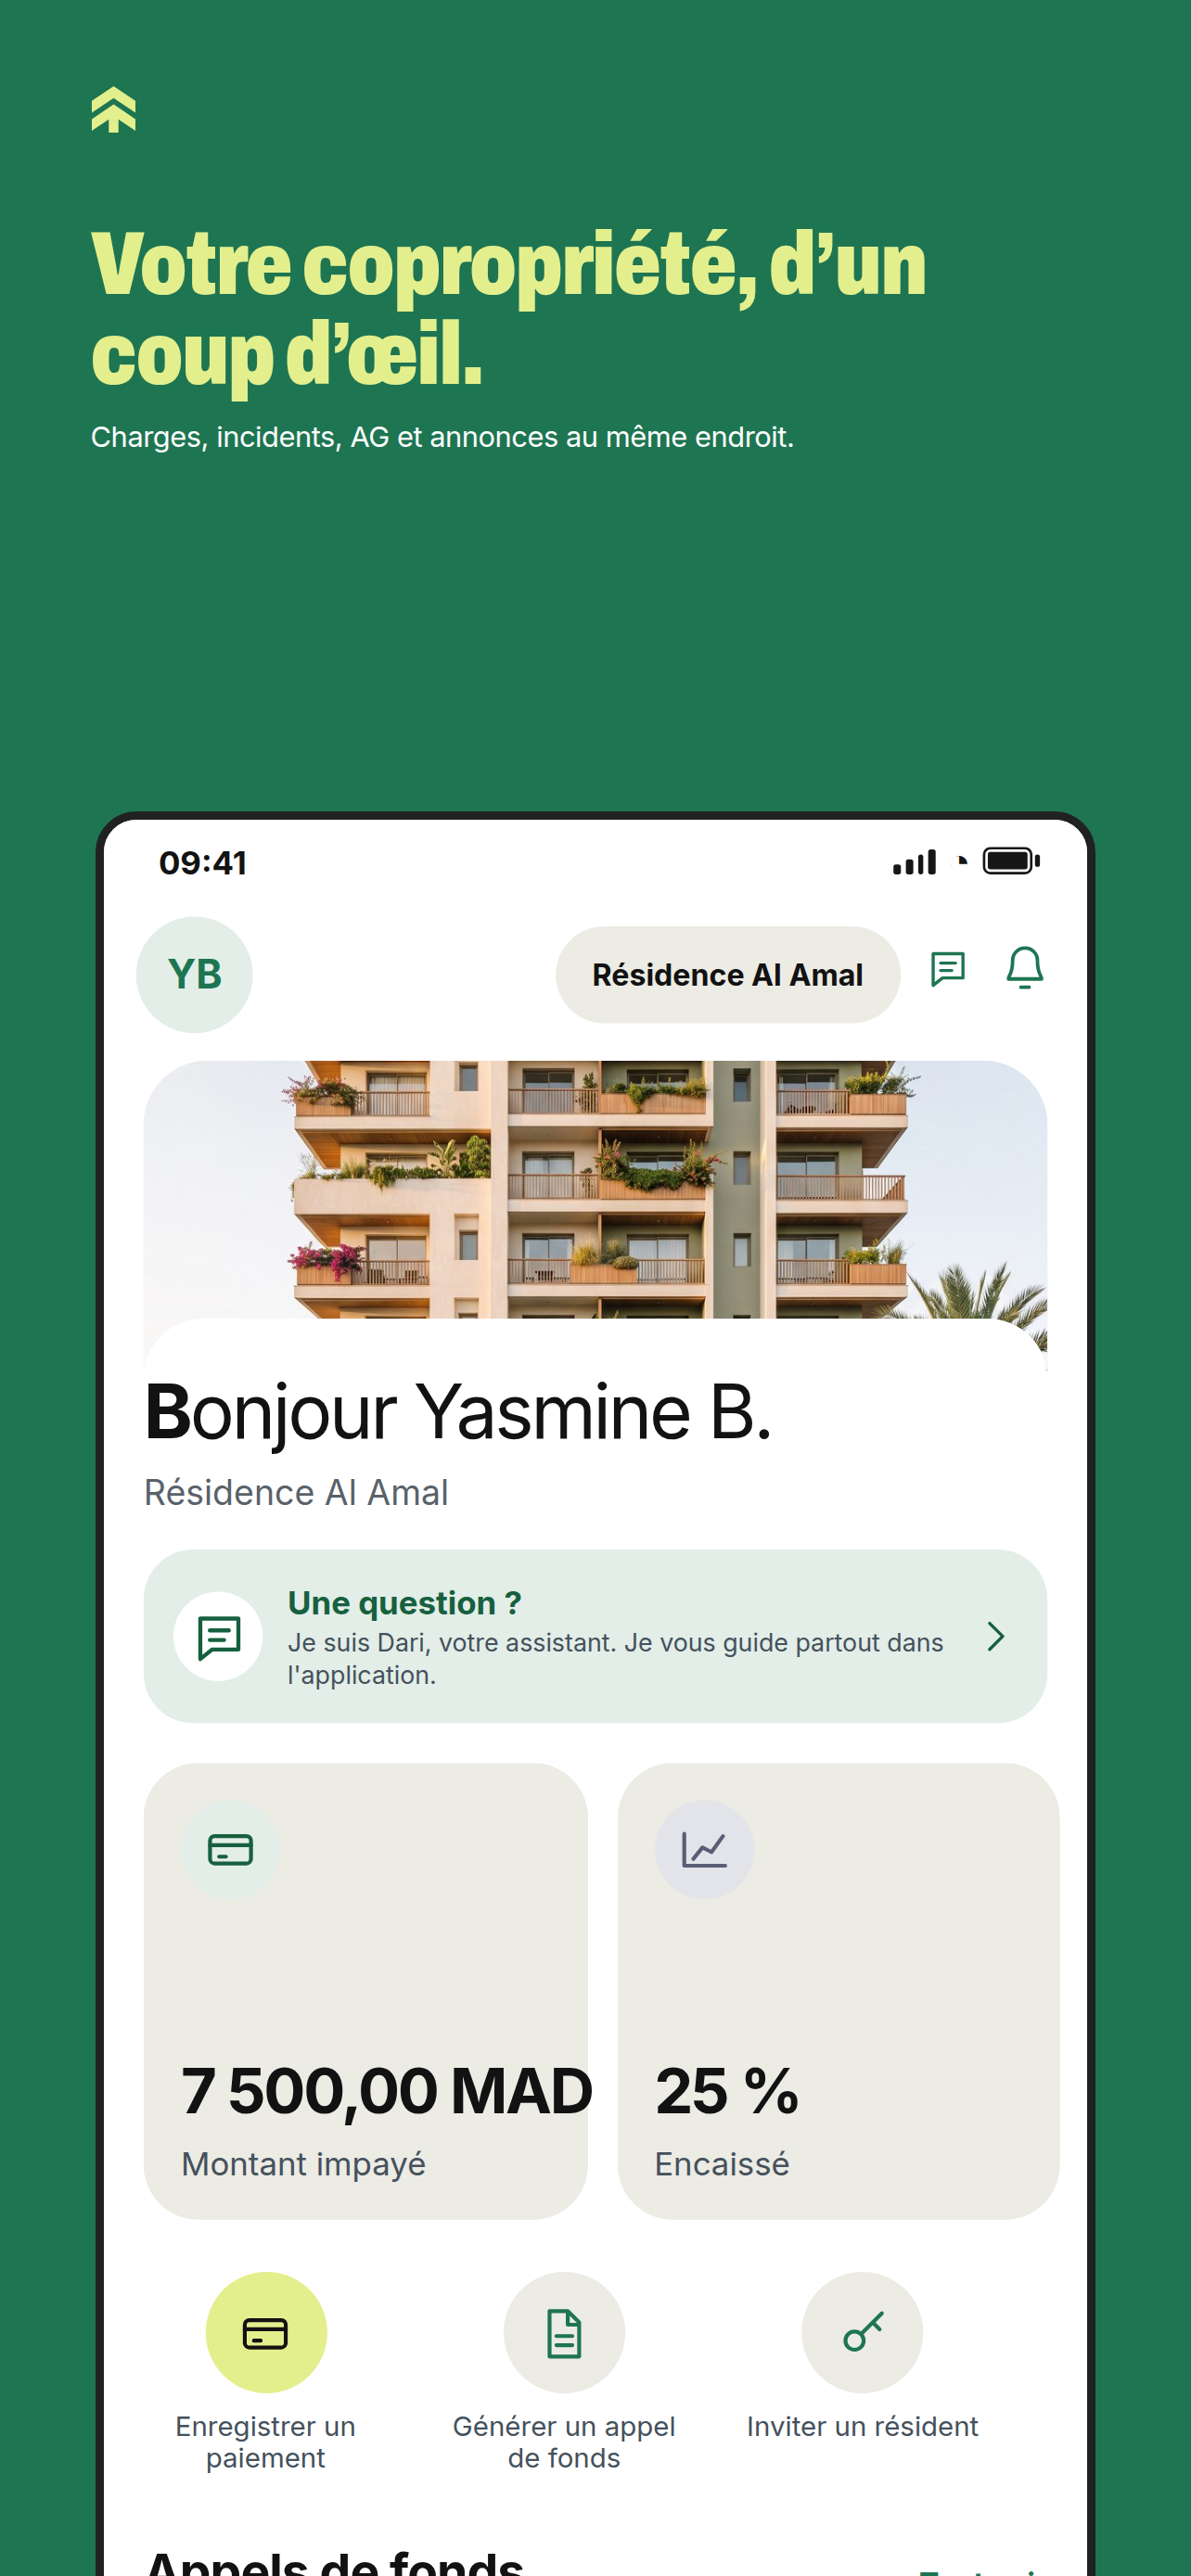 Votre copropriété, d’un
coup d’œil.
Charges, incidents, AG et annonces au même endroit.
09:41
YB
Résidence Al Amal
Bonjour Yasmine B.
Résidence Al Amal
Une question ?
Je suis Dari, votre assistant. Je vous guide partout dans
l'application.
7 500,00 MAD
Montant impayé
25 %
Encaissé
Enregistrer un
paiement
Générer un appel
de fonds
Inviter un résident
Appels de fonds